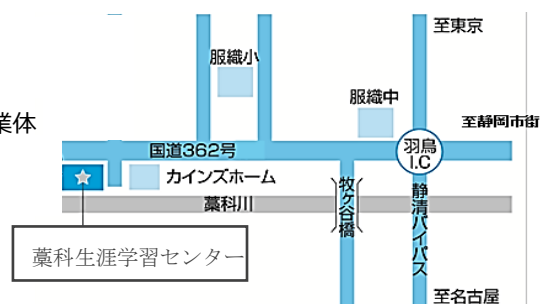 至東京
服織小
服織中
業体
至静岡市街
国道362号
羽鳥
I.C
カインズホーム
牧ヶ谷橋
静清バイパス
藁科川
藁科生涯学習センター
至名古屋